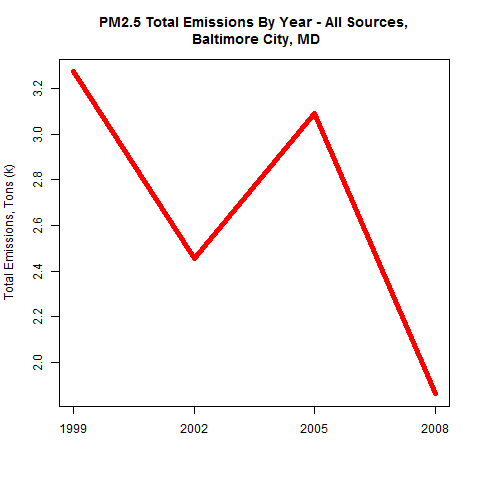 PM2.5 Total Emissions By Year - All Sources,
Baltimore City, MD
Total Emissions, Tons (k)
3.2
3.0
2.8
2.6
2.4
2.2
2.0
1999 2002 2005 2008